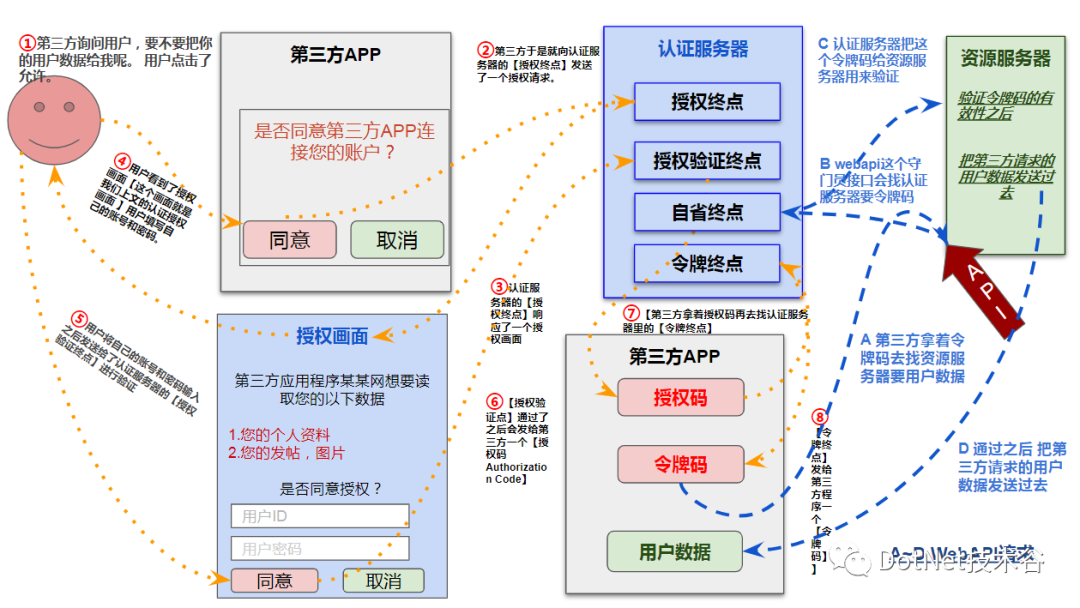 ①第三方询问用户，要不要把你
的用户数据给我呢。 用户点击了
允许。
第三方APP
是否同意第三方APP连
接您的账户？
同意
取消
②第三方于是就向认证服
务器的【授权终点】发送
了一个授权请求。
认证服务器
授权终点
授权验证终点
自省终点
令牌终点
C 认证服务器把这
个令牌码给资源服
务器用来验证
资源服务器
验证令牌码的有
效性之后
把第三方请求的
用户数据发送过
去
B webapi这个守
门员接口会找认证
服务器要令牌码
API
④用户看到了授权
画面【这个画面就是
我们上文的认证授权
画面 】用户填写自
己的账号和密码。
③认证服
务器的【授
权终点】响
应了一个授
权画面
⑤用户将自己的账号和密码输入
之后发送给了认证服务器的【授权
验证终点】进行验证
授权画面
第三方应用程序某某网想要读
取您的以下数据
1.您的个人资料
2.您的发帖，图片
是否同意授权？
用户ID
用户密码
同意
取消
⑥【授权验
证点】通过了
之后会发给第
三方一个【授
权码
Authorizatio
n Code】
⑦【第三方拿着授权码再去找认证服务
器里的【令牌终点】
第三方APP
授权码
令牌码
用户数据
⑧
【令
牌终
点】
发给
第三
方程
序一
个
【令
牌
码】
】
A 第三方拿着令
牌码去找资源服
务器要用户数据
D 通过之后 把第
三方请求的用户
数据发送过去
A~D WebAPI请求
DotNet技术谷